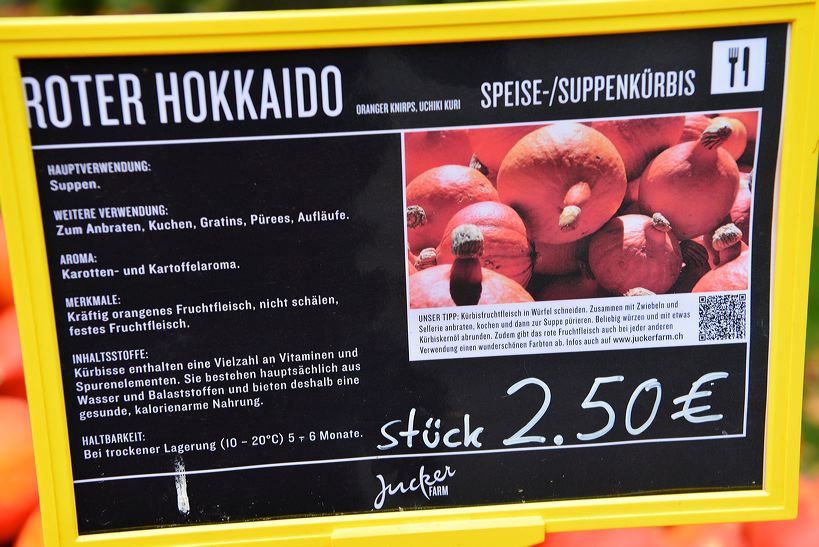 ROTER HOKKAIDO ORANGER KNIRPS, UCHIKI KURI SPEISE-/SUPPENKÜRBIS
HAUPTVERWENDUNG:
Suppen.
WEITERE VERWENDUNG:
Zum Anbraten, Kuchen, Gratins, Pürees, Aufläufe.
AROMA:
Karotten- und Kartoffelaroma.
MERKMALE:
Kräftig orangenes Fruchtfleisch, nicht schälen,
festes Fruchtfleisch.
INHALTSSTOFFE:
Kürbisse enthalten eine Vielzahl an Vitaminen und
Spurenelementen. Sie bestehen hauptsächlich aus
Wasser und Balaststoffen und bieten deshalb eine
gesunde, kalorienarme Nahrung.
HALTBARKEIT:
Bei trockener Lagerung (10 – 20°C) 5 – 6 Monate.
UNSER TIPP: Kürbisfruchtfleisch in Würfel schneiden. Zusammen mit Zwiebeln und
Sellerie anbraten, kochen und dann zur Suppe pürieren. Beliebig würzen und mit etwas
Kürbiskernöl abrunden. Zudem gibt das rote Fruchtfleisch auch bei jeder anderen
Verwendung einen wunderschönen Farbton ab. Infos auch auf www.juckerfarm.ch
Stück 2.50 €
Jucker
FARM